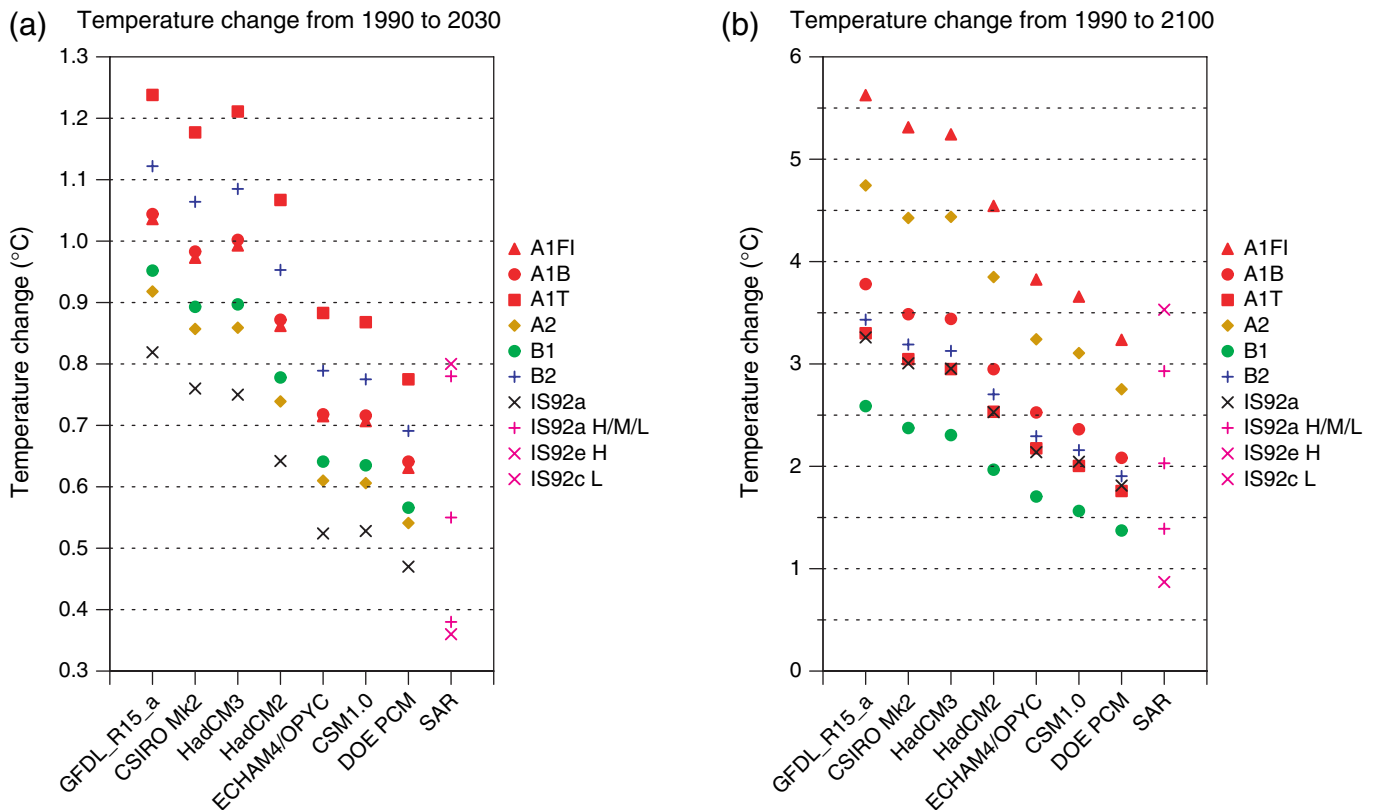 (a) Temperature change from 1990 to 2030
1.3
1.2
1.1
1.0
0.9
0.8
0.7
0.6
0.5
0.4
0.3
Temperature change (°C)
GFDL_R15_a
CSIRO Mk2
HadCM3
HadCM2
ECHAM4/OPYC
CSM1.0
DOE PCM
SAR
A1FI
A1B
A1T
A2
B1
B2
IS92a
IS92a H/M/L
IS92e H
IS92c L
(b) Temperature change from 1990 to 2100
6
5
4
3
2
1
0
Temperature change (°C)
GFDL_R15_a
CSIRO Mk2
HadCM3
HadCM2
ECHAM4/OPYC
CSM1.0
DOE PCM
SAR
A1FI
A1B
A1T
A2
B1
B2
IS92a
IS92a H/M/L
IS92e H
IS92c L